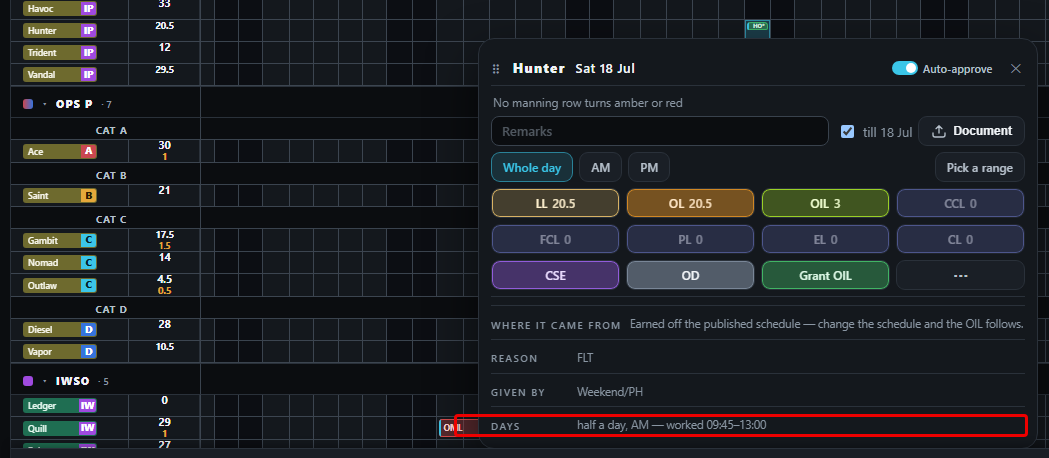 Havoc IP 33
Hunter IP 20.5
HO*
Trident IP 12
Vandal IP 29.5
OPS P · 7
CAT A
Ace A 30
1
CAT B
Saint B 21
CAT C
Gambit C 17.5
1.5
Nomad C 14
Outlaw C 4.5
0.5
CAT D
Diesel D 28
Vapor D 10.5
IWSO · 5
Ledger IW 0
Quill IW 29
1
27
Hunter Sat 18 Jul Auto-approve
No manning row turns amber or red
Remarks till 18 Jul Document
Whole day AM PM Pick a range
LL 20.5 OL 20.5 OIL 3 CCL 0
FCL 0 PL 0 EL 0 CL 0
CSE OD Grant OIL ---
WHERE IT CAME FROM Earned off the published schedule — change the schedule and the OIL follows.
REASON FLT
GIVEN BY Weekend/PH
DAYS half a day, AM — worked 09:45–13:00